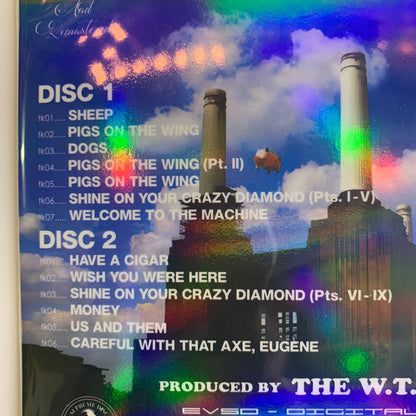 And
Remaster
DISC 1
tk01..... SHEEP
tk02..... PIGS ON THE WING
tk03..... DOGS
tk04..... PIGS ON THE WING (Pt. II)
tk05..... PIGS ON THE WING
tk06..... SHINE ON YOUR CRAZY DIAMOND (Pts. I - V)
tk07..... WELCOME TO THE MACHINE
DISC 2
tk01..... HAVE A CIGAR
tk02..... WISH YOU WERE HERE
tk03..... SHINE ON YOUR CRAZY DIAMOND (Pts. VI - IX)
tk04..... MONEY
tk05..... US AND THEM
tk06..... CAREFUL WITH THAT AXE, EUGENE
PRODUCED BY THE W.T.